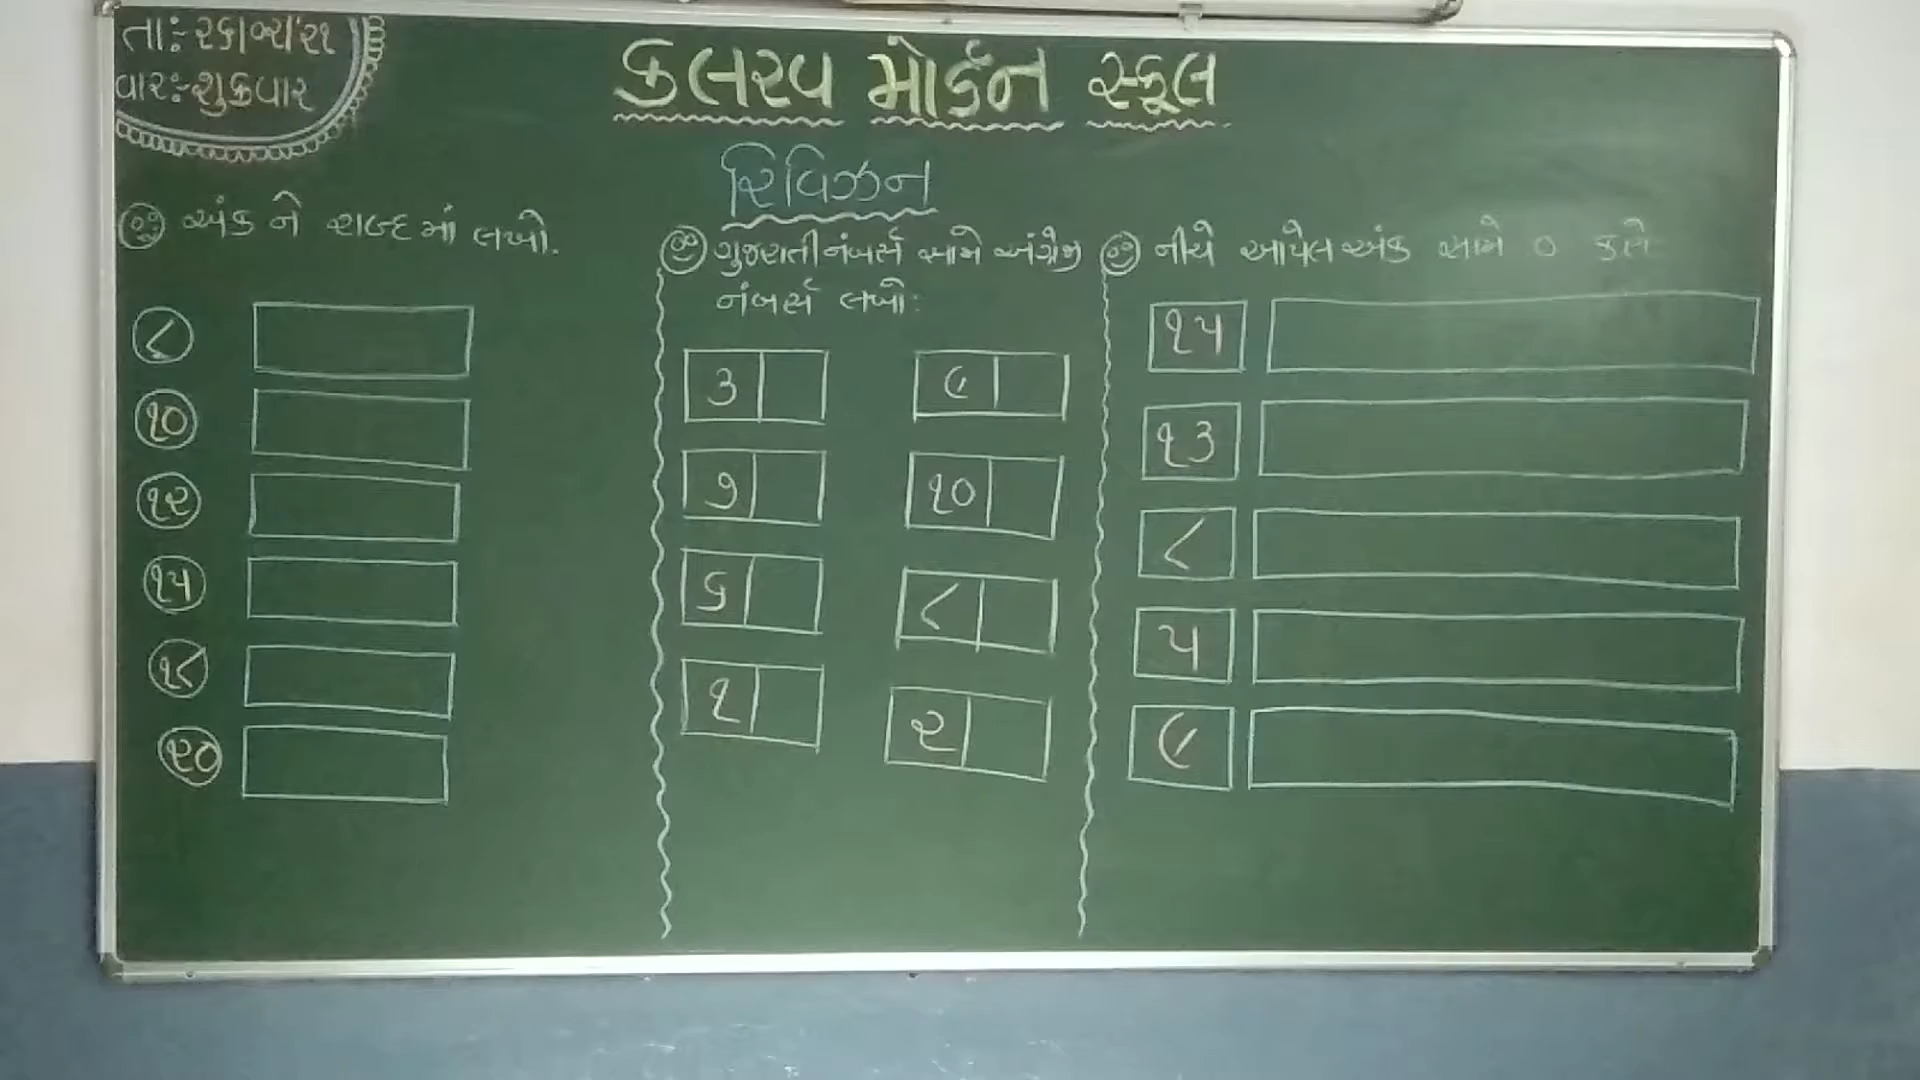 તાઃ-૨૬/૦૨/'૨૧
વારઃ-શુક્રવાર
કલરવ મોર્ડન સ્કૂલ
રિવિઝન
અંક ને શબ્દ માં લખો.
૮
૧૦
૧૨
૧૫
૧૮
૨૦
ગુજરાતી નંબર્સ સામે અંગ્રેજી
નંબર્સ લખોઃ
૩ ૯
૭ ૧૦
૬ ૮
૧ ૨
નીચે આપેલ અંક સામે ૦ કરો
૧૫
૧૩
૮
૫
૯